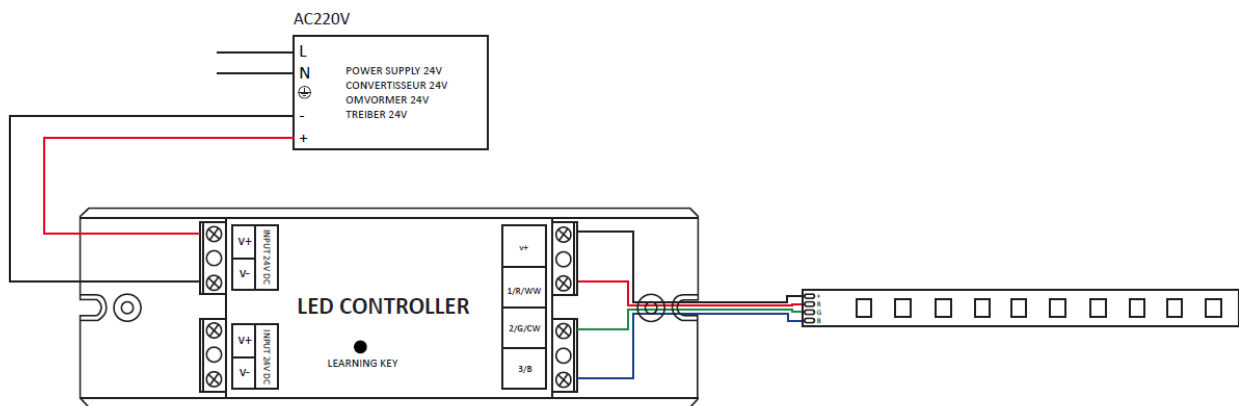 AC220V
L
N
-
+
POWER SUPPLY 24V
CONVERTISSEUR 24V
OMVORMER 24V
TREIBER 24V
V+
V-
INPUT 24V DC
V+
V-
INPUT 24V DC
LED CONTROLLER
LEARNING KEY
v+
1/R/WW
2/G/CW
3/B
+
R
G
B